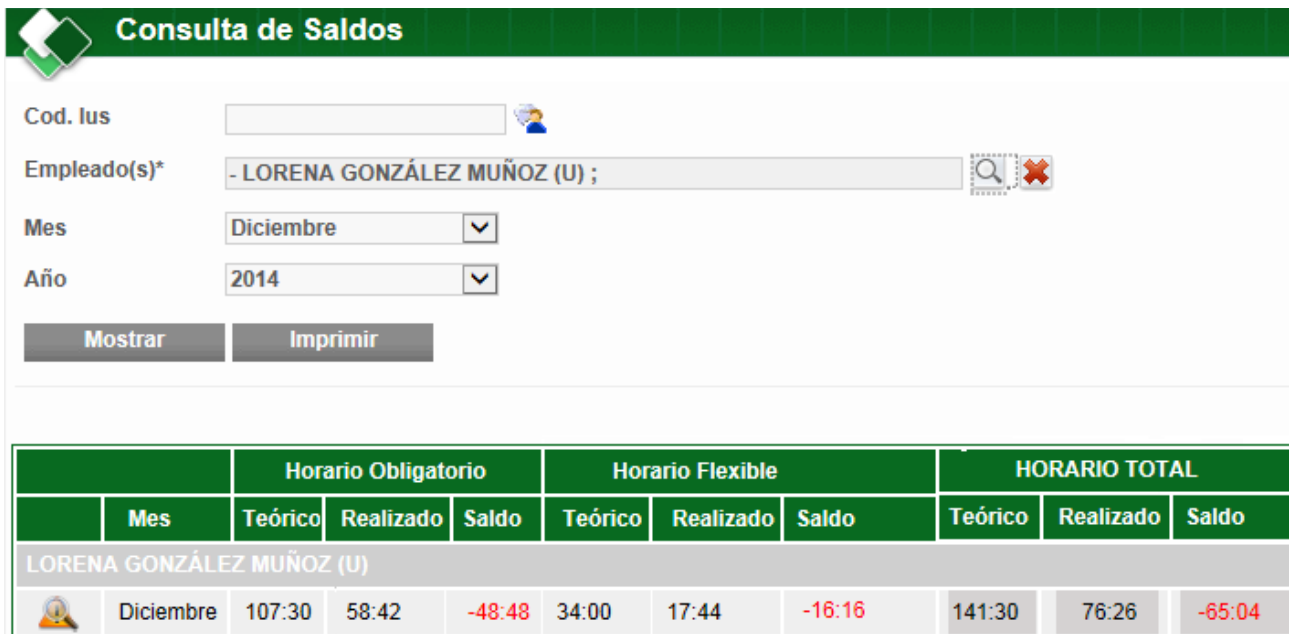 Consulta de Saldos
Cod. Ius
Empleado(s)* - LORENA GONZÁLEZ MUÑOZ (U) ;
Mes Diciembre
Año 2014
Mostrar Imprimir
Horario Obligatorio Horario Flexible HORARIO TOTAL
Mes Teórico Realizado Saldo Teórico Realizado Saldo Teórico Realizado Saldo
LORENA GONZÁLEZ MUÑOZ (U)
Diciembre 107:30 58:42 -48:48 34:00 17:44 -16:16 141:30 76:26 -65:04